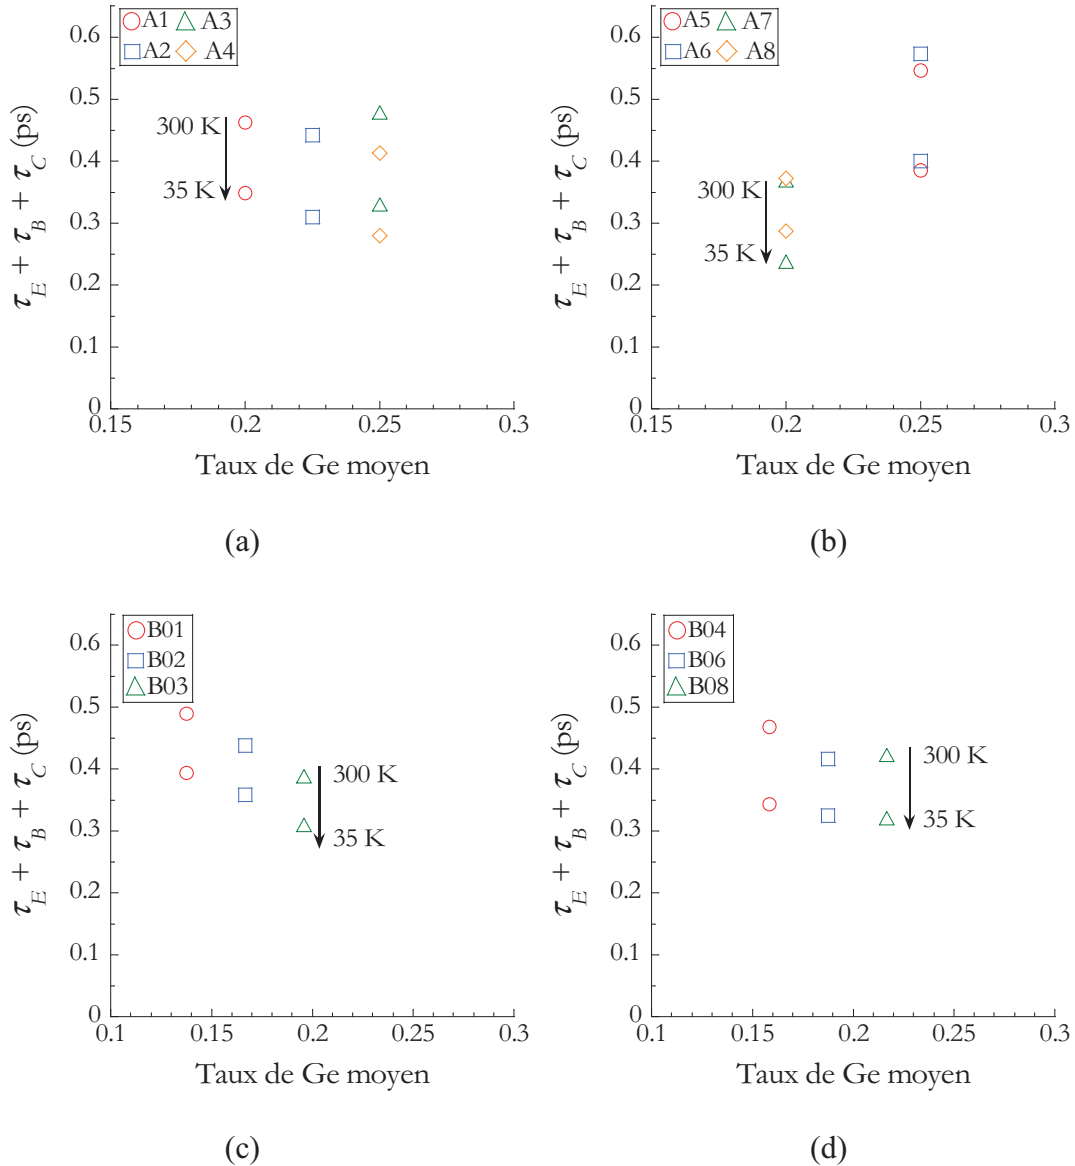 A1 A3
A2 A4
0.6
0.5
0.4
0.3
0.2
0.1
0
τE + τB + τC (ps)
300 K
35 K
0.15 0.2 0.25 0.3
Taux de Ge moyen
(a)
A5 A7
A6 A8
0.6
0.5
0.4
0.3
0.2
0.1
0
τE + τB + τC (ps)
300 K
35 K
0.15 0.2 0.25 0.3
Taux de Ge moyen
(b)
B01
B02
B03
0.6
0.5
0.4
0.3
0.2
0.1
0
τE + τB + τC (ps)
300 K
35 K
0.1 0.15 0.2 0.25 0.3
Taux de Ge moyen
(c)
B04
B06
B08
0.6
0.5
0.4
0.3
0.2
0.1
0
τE + τB + τC (ps)
300 K
35 K
0.1 0.15 0.2 0.25 0.3
Taux de Ge moyen
(d)